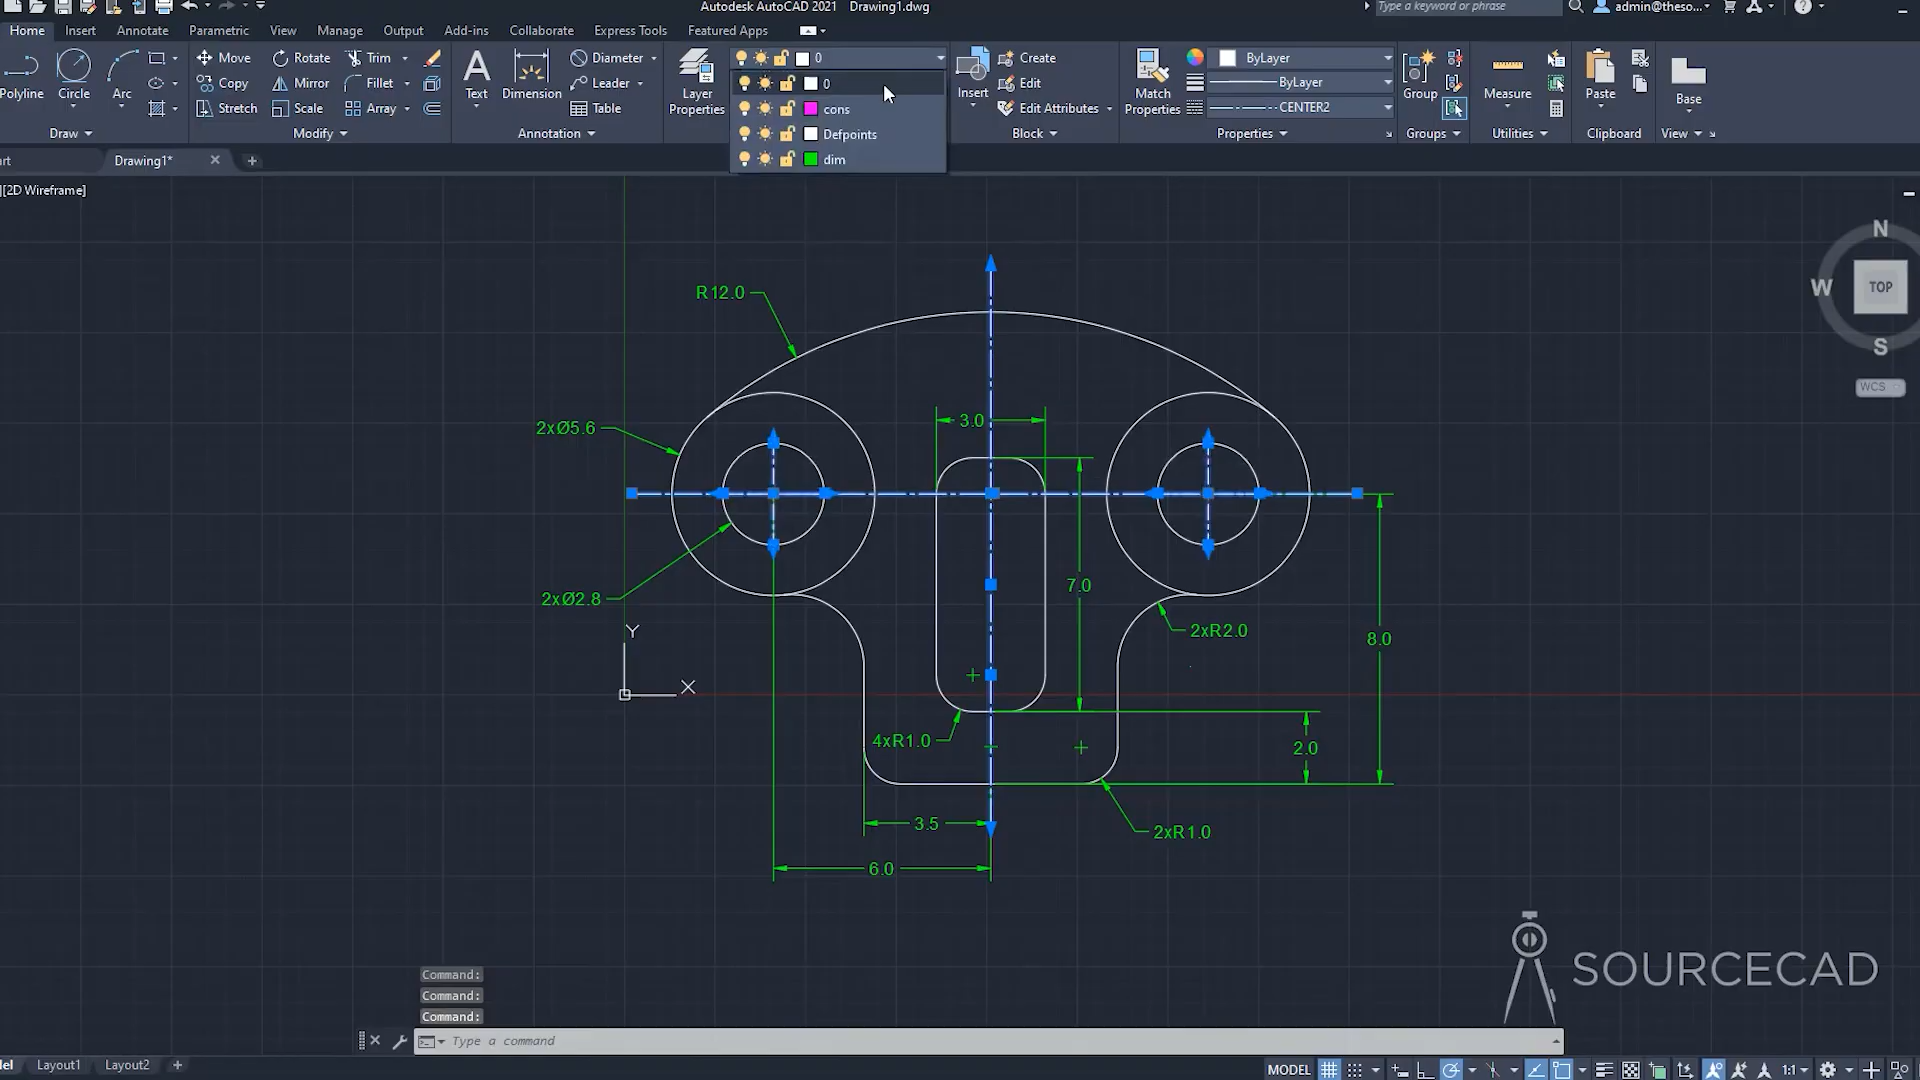 Autodesk AutoCAD 2021 Drawing1.dwg
Type a keyword or phrase
admin@theso...
Home Insert Annotate Parametric View Manage Output Add-ins Collaborate Express Tools Featured Apps
Polyline
Circle
Arc
Draw
Move
Copy
Stretch
Rotate
Mirror
Scale
Trim
Fillet
Array
Modify
Text
Dimension
Diameter
Leader
Table
Annotation
Layer
Properties
0
0
cons
Defpoints
dim
Insert
Create
Edit
Edit Attributes
Block
Match
Properties
ByLayer
ByLayer
CENTER2
Properties
Group
Groups
Measure
Utilities
Paste
Clipboard
Base
View
art
Drawing1*
][2D Wireframe]
N
W
TOP
S
WCS
R12.0
2xØ5.6
3.0
2xØ2.8
7.0
2xR2.0
8.0
Y
X
4xR1.0
2.0
3.5
2xR1.0
6.0
SOURCECAD
Command:
Command:
Command:
Type a command
del Layout1 Layout2
MODEL
1:1